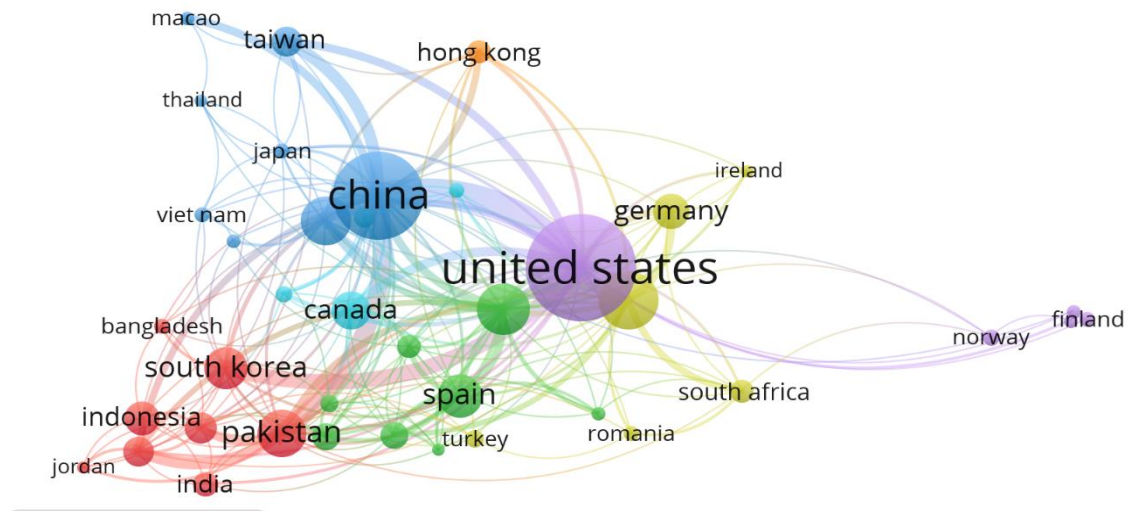 macao
taiwan
hong kong
thailand
japan
ireland
china
viet nam
germany
united states
canada
bangladesh
finland
norway
south korea
spain
south africa
indonesia
pakistan
turkey
romania
jordan
india